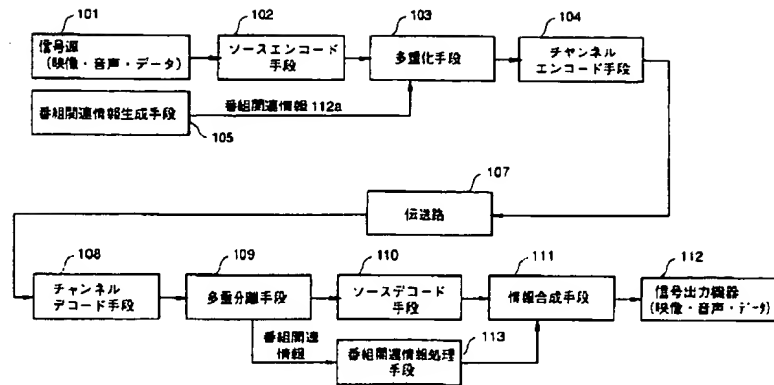 101
102
103
104
信号源
(映像・音声・データ)
ソースエンコード
手段
多重化手段
チャンネル
エンコード手段
番組関連情報生成手段
番組関連情報112a
105
107
伝送路
108
109
110
111
112
チャンネル
デコード手段
多重分離手段
ソースデコード
手段
情報合成手段
信号出力機器
(映像・音声・データ)
番組関連
情報
番組関連情報処理
手段
113